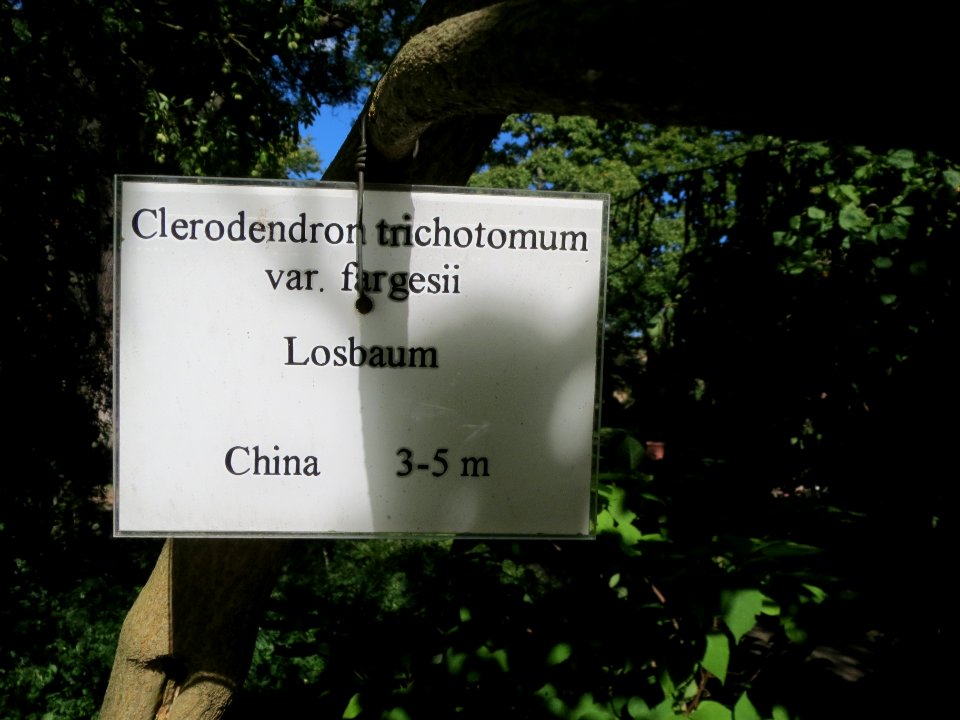 Clerodendron trichotomum
var. fargesii
Losbaum
China 3-5 m